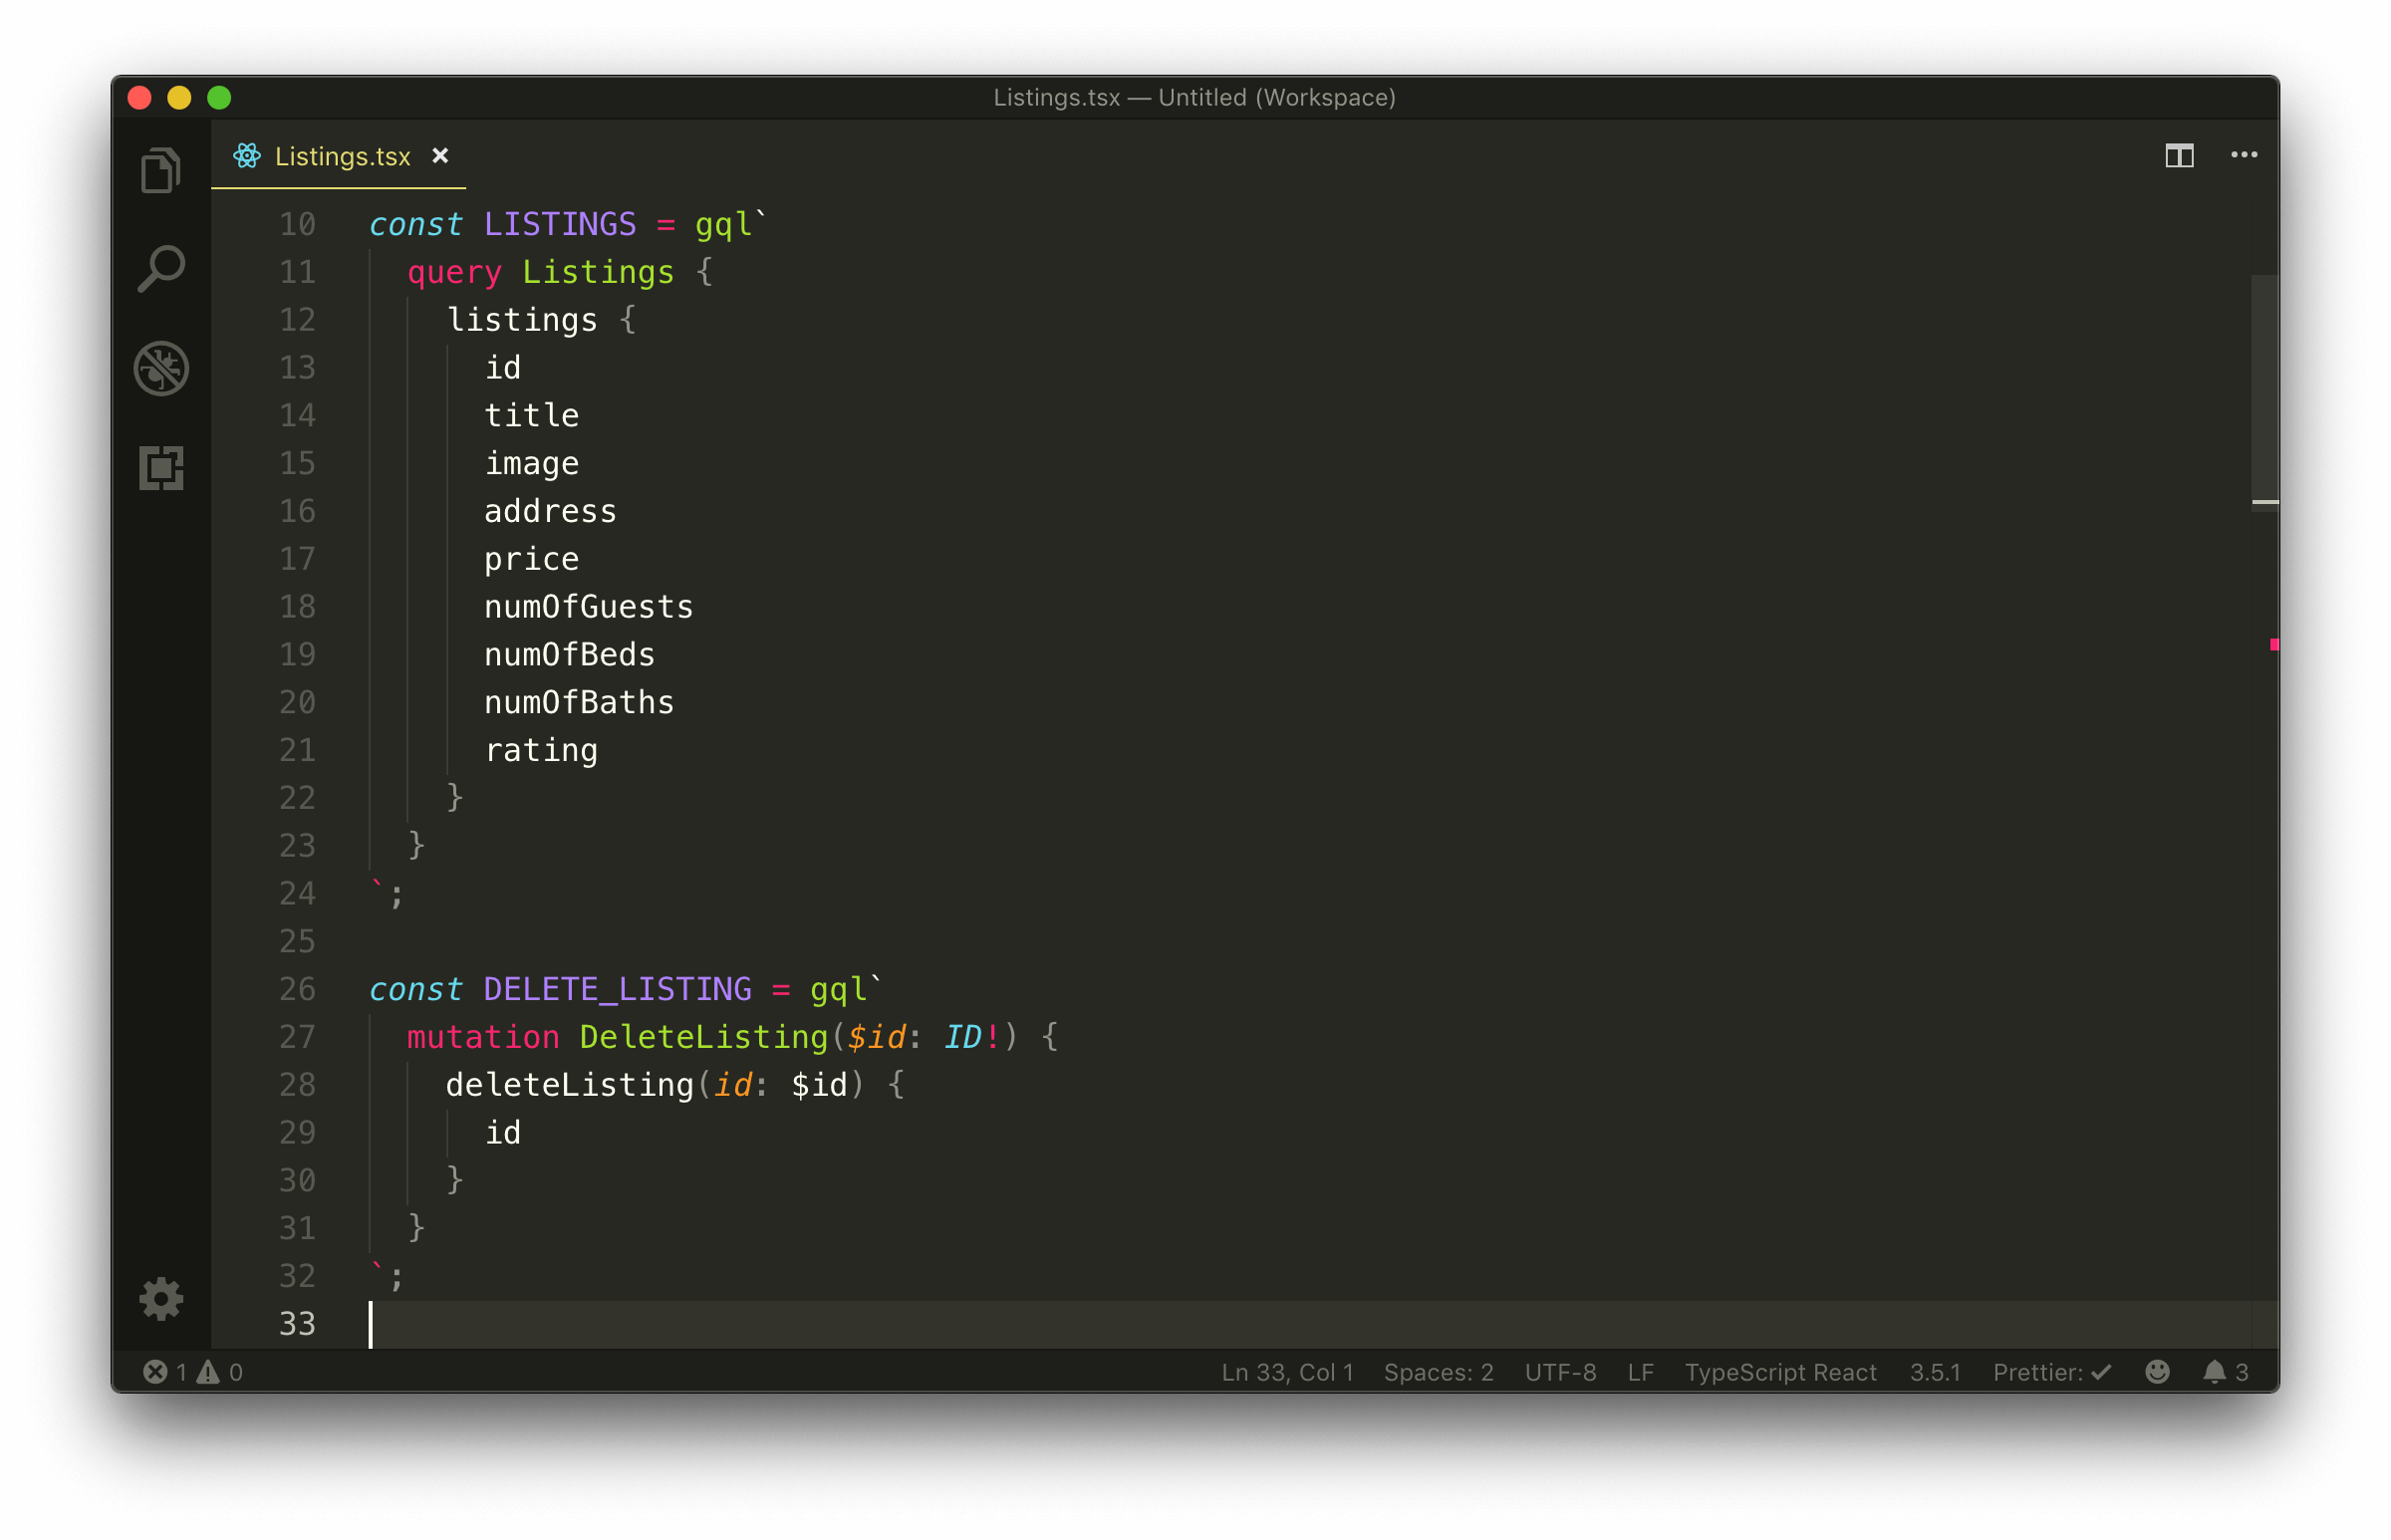 Listings.tsx — Untitled (Workspace)
Listings.tsx
10 const LISTINGS = gql`
11   query Listings {
12     listings {
13       id
14       title
15       image
16       address
17       price
18       numOfGuests
19       numOfBeds
20       numOfBaths
21       rating
22     }
23   }
24 `;
25
26 const DELETE_LISTING = gql`
27   mutation DeleteListing($id: ID!) {
28     deleteListing(id: $id) {
29       id
30     }
31   }
32 `;
33
1 0 Ln 33, Col 1 Spaces: 2 UTF-8 LF TypeScript React 3.5.1 Prettier: ✓ 3